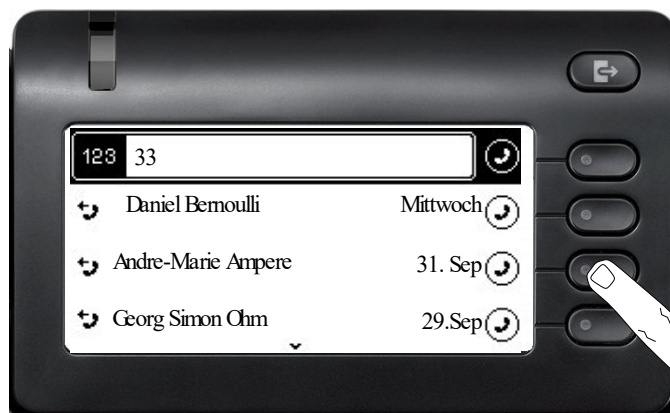 123 33
Daniel Bernoulli Mittwoch
Andre-Marie Ampere 31. Sep
Georg Simon Ohm 29.Sep